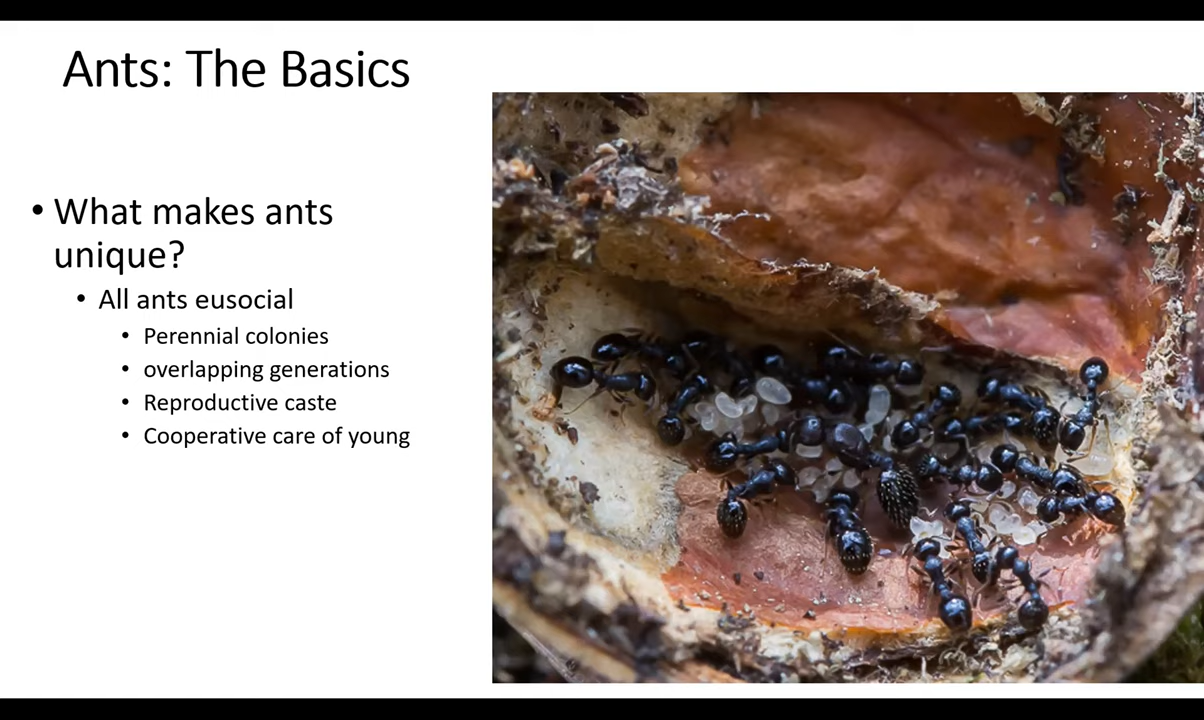 Ants: The Basics
• What makes ants
unique?
• All ants eusocial
• Perennial colonies
• overlapping generations
• Reproductive caste
• Cooperative care of young